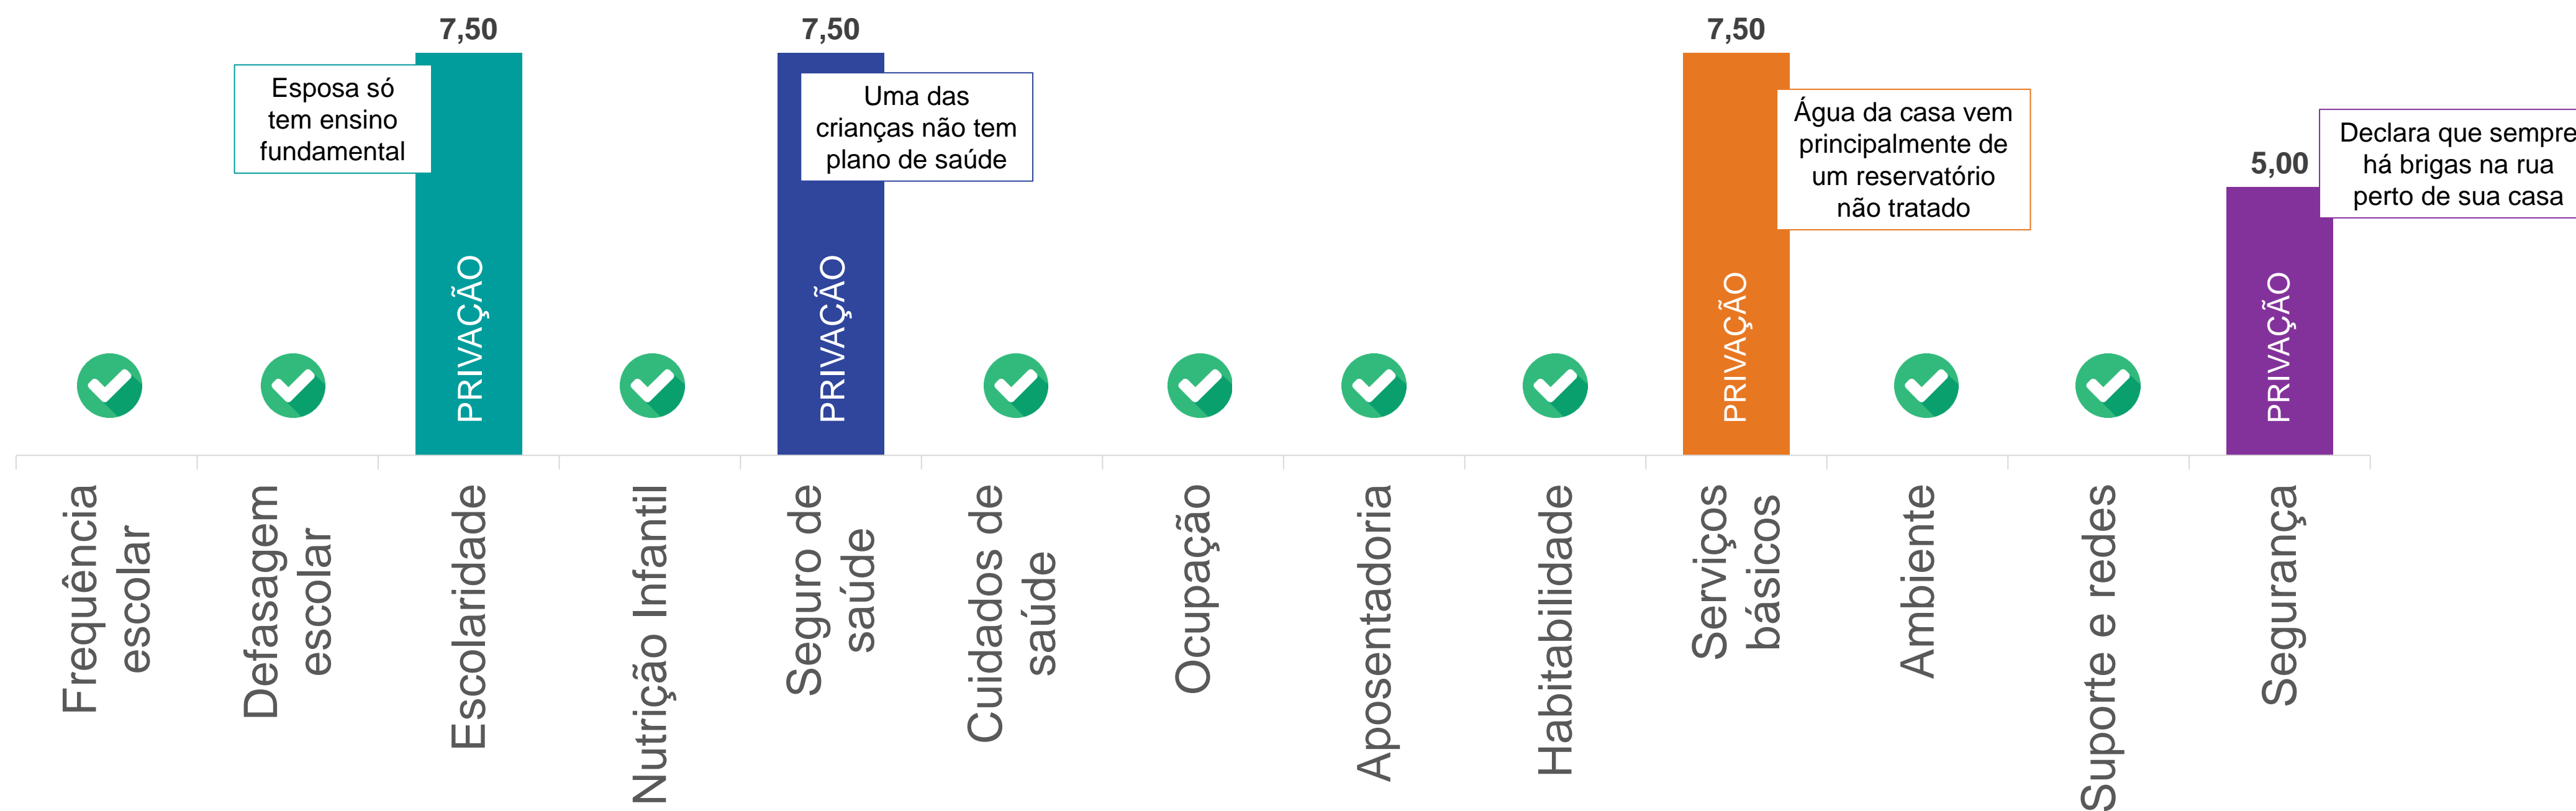 7,50
7,50
7,50
5,00
Esposa só
tem ensino
fundamental
Uma das
crianças não tem
plano de saúde
Água da casa vem
principalmente de
um reservatório
não tratado
Declara que sempre
há brigas na rua
perto de sua casa
PRIVAÇÃO
PRIVAÇÃO
PRIVAÇÃO
PRIVAÇÃO
Frequência
escolar
Defasagem
escolar
Escolaridade
Nutrição Infantil
Seguro de
saúde
Cuidados de
saúde
Ocupação
Aposentadoria
Habitabilidade
Serviços
básicos
Ambiente
Suporte e redes
Segurança